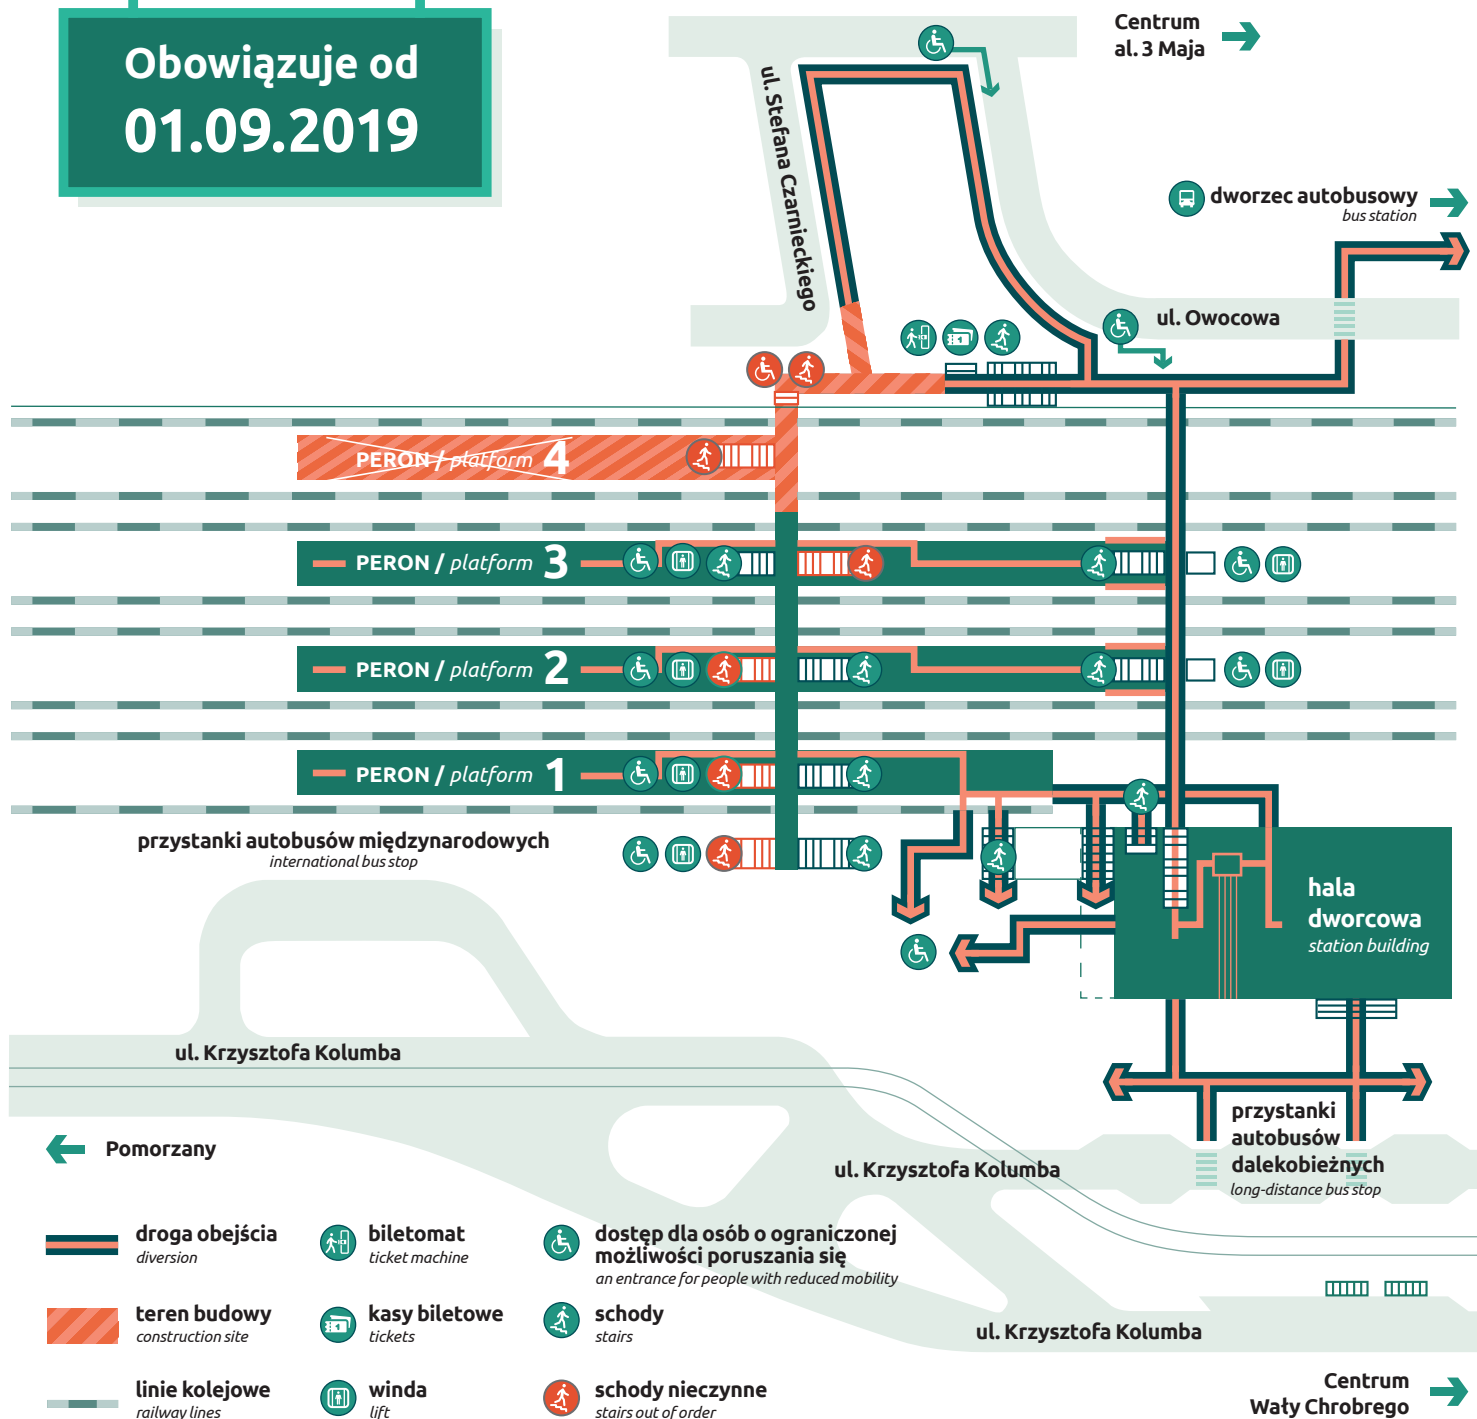 Obowiązuje od
01.09.2019
Centrum
al. 3 Maja
ul. Stefana Czarnieckiego
dworzec autobusowy
bus station
ul. Owocowa
PERON / platform 4
PERON / platform 3
PERON / platform 2
PERON / platform 1
przystanki autobusów międzynarodowych
international bus stop
hala
dworcowa
station building
ul. Krzysztofa Kolumba
przystanki
autobusów
dalekobieżnych
long-distance bus stop
Pomorzany
ul. Krzysztofa Kolumba
droga obejścia
diversion
biletomat
ticket machine
dostęp dla osób o ograniczonej
możliwości poruszania się
an entrance for people with reduced mobility
teren budowy
construction site
kasy biletowe
tickets
schody
stairs
ul. Krzysztofa Kolumba
linie kolejowe
railway lines
winda
lift
schody nieczynne
stairs out of order
Centrum
Wały Chrobrego